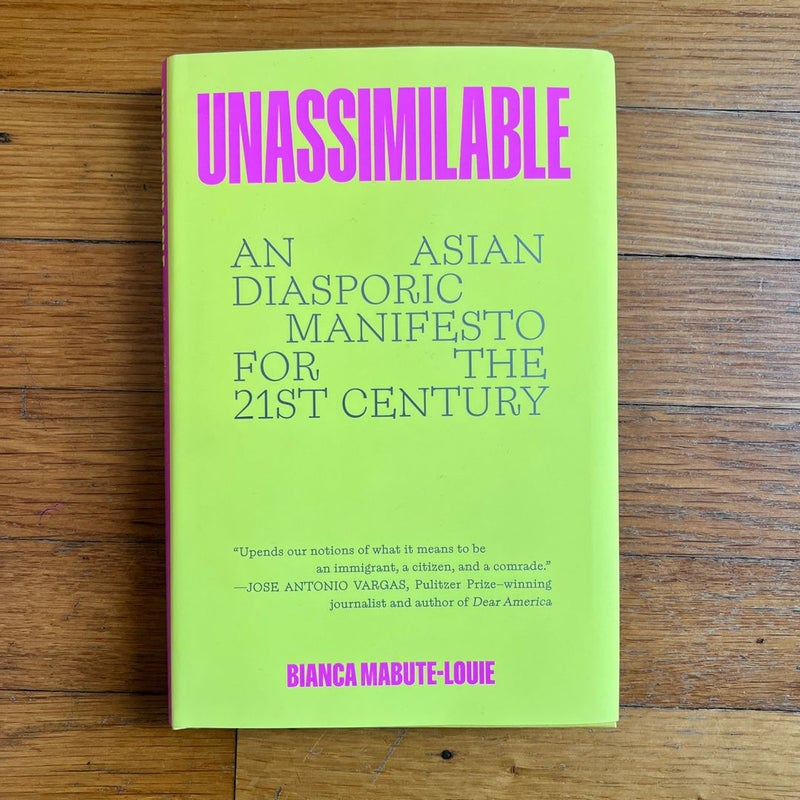 UNASSIMILABLE
AN ASIAN
DIASPORIC
MANIFESTO
FOR THE
21ST CENTURY
“Upends our notions of what it means to be
an immigrant, a citizen, and a comrade.”
—JOSE ANTONIO VARGAS, Pulitzer Prize–winning
journalist and author of Dear America
BIANCA MABUTE-LOUIE